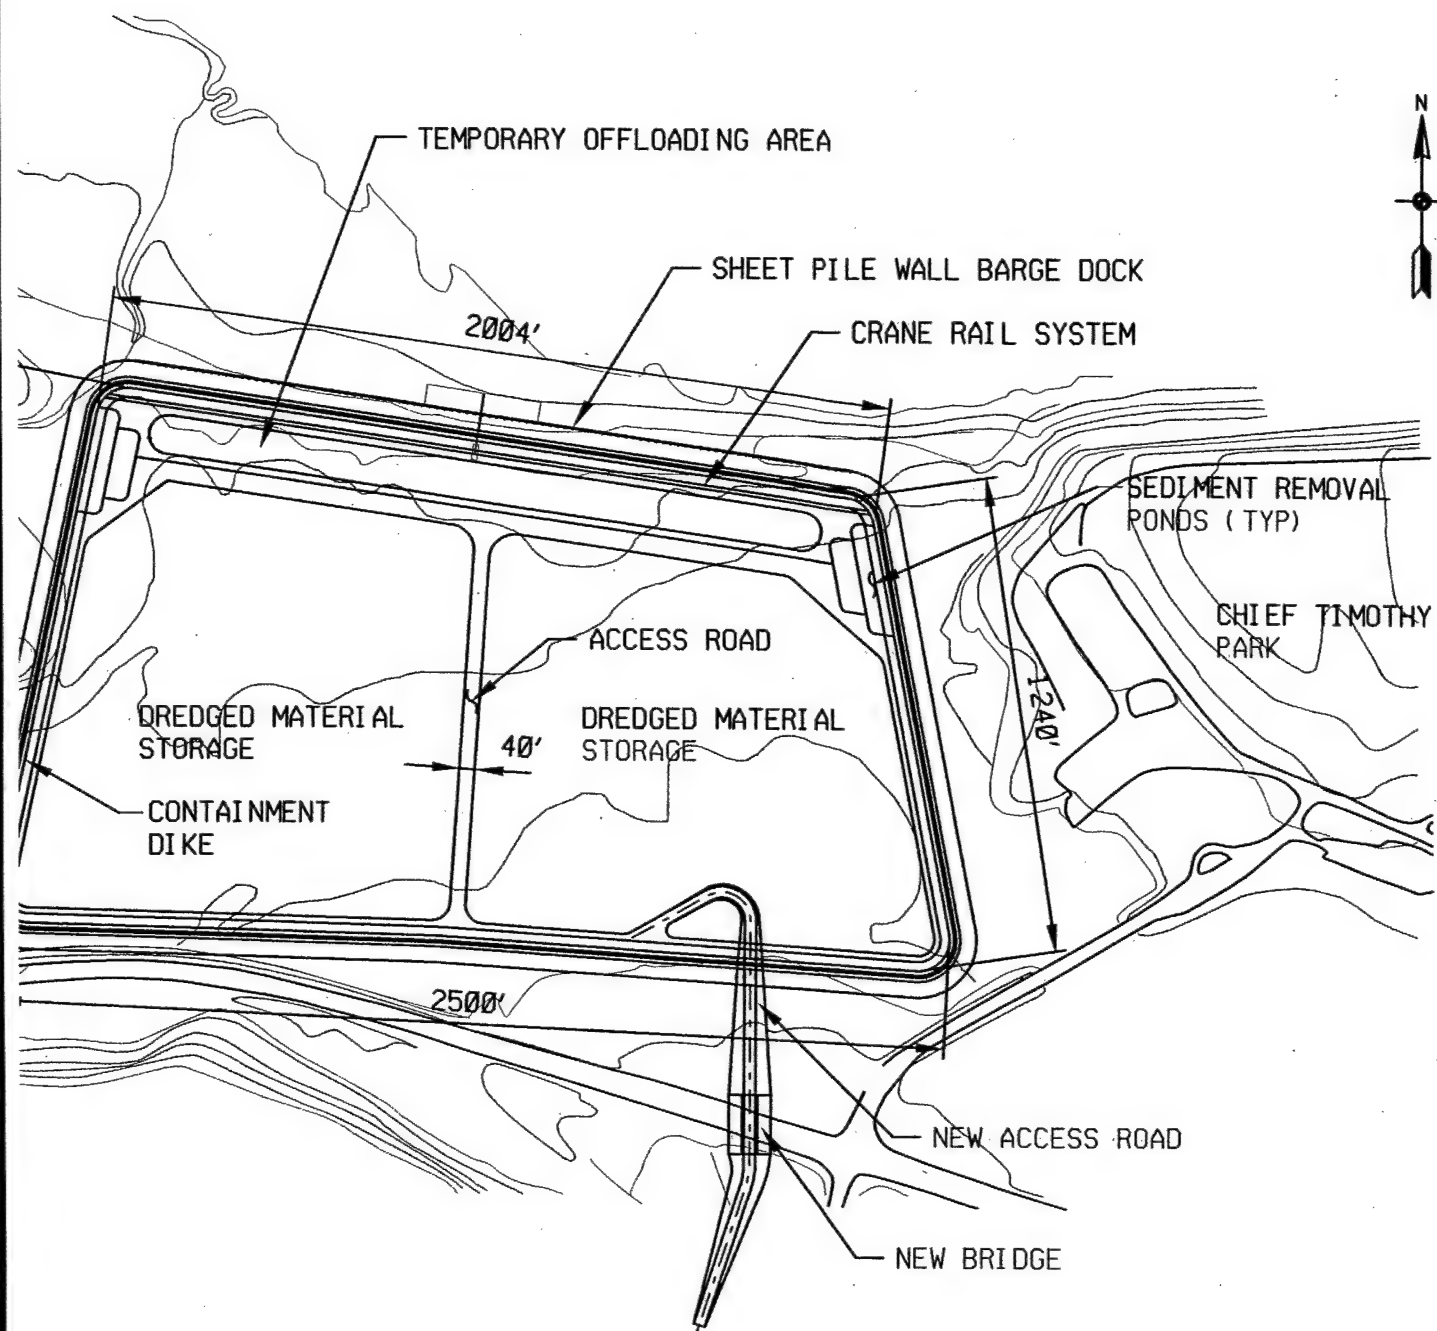 N
TEMPORARY OFFLOADING AREA
SHEET PILE WALL BARGE DOCK
2004'
CRANE RAIL SYSTEM
SEDIMENT REMOVAL
PONDS (TYP)
CHIEF TIMOTHY
PARK
ACCESS ROAD
1240'
DREDGED MATERIAL
STORAGE
40'
DREDGED MATERIAL
STORAGE
CONTAINMENT
DIKE
2500'
NEW ACCESS ROAD
NEW BRIDGE